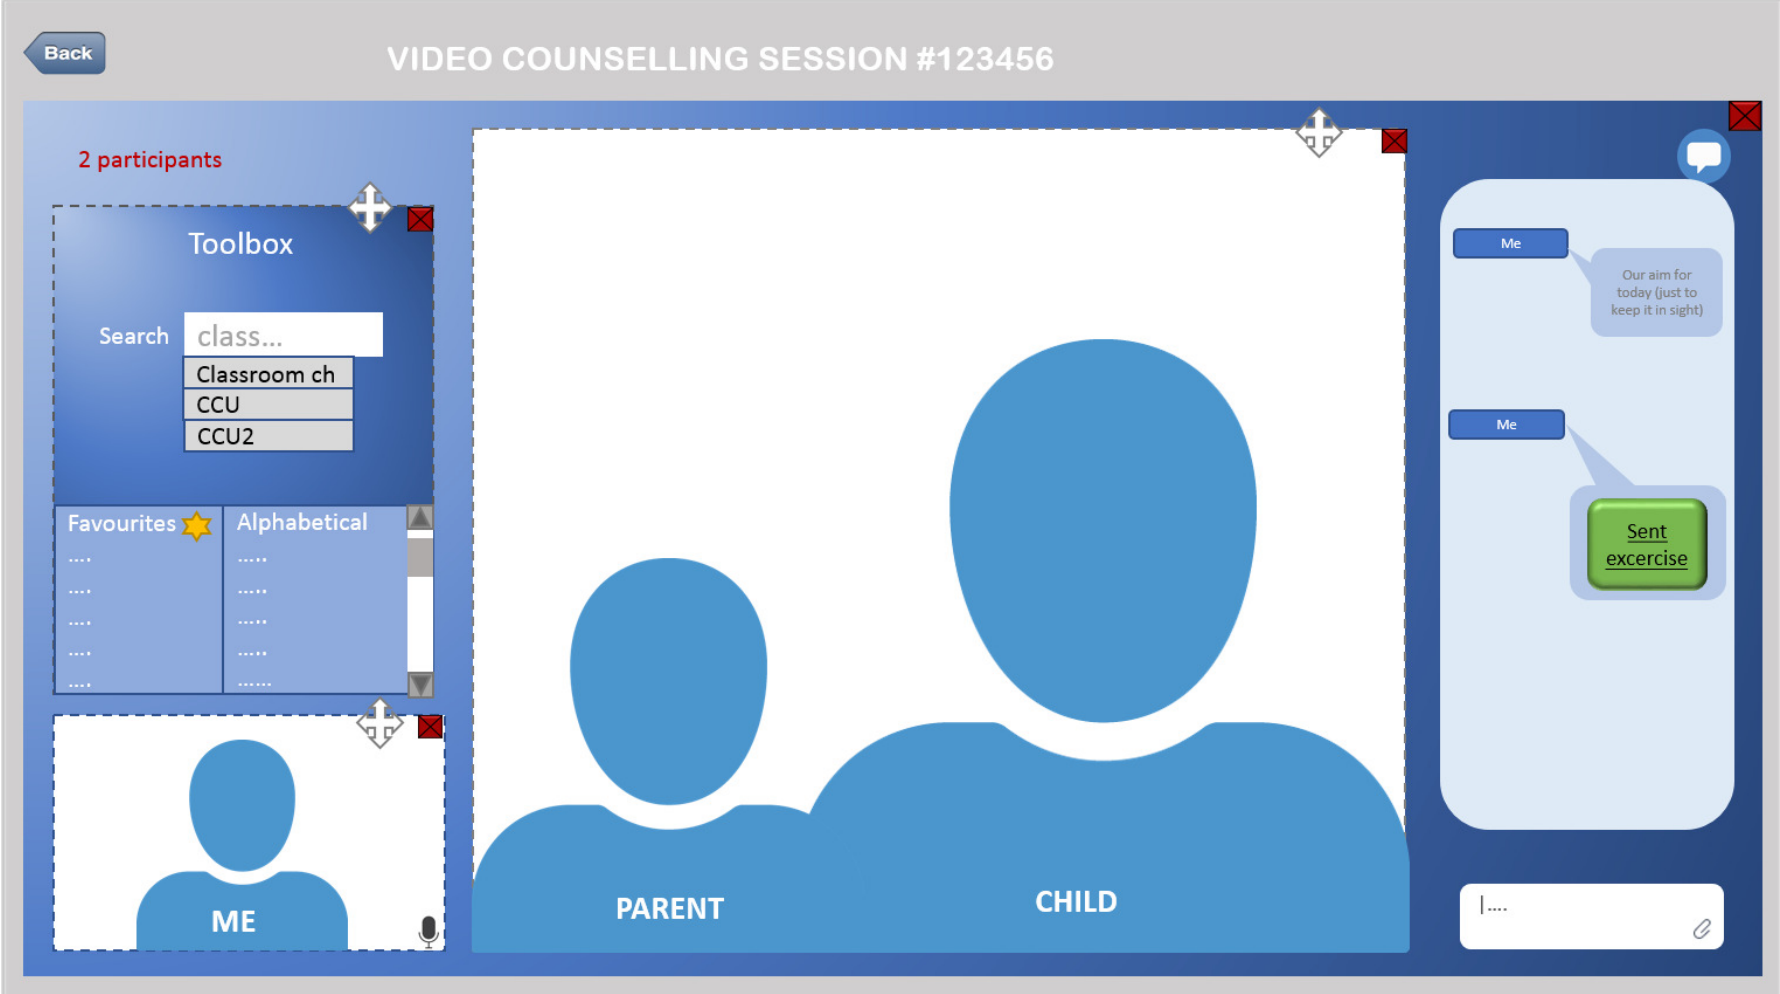 Back
VIDEO COUNSELLING SESSION #123456
2 participants
Toolbox
Search
class...
Classroom ch
CCU
CCU2
Favourites
....
....
....
....
....
Alphabetical
.....
.....
.....
.....
......
ME
PARENT
CHILD
Me
Our aim for
today (just to
keep it in sight)
Me
Sent
excercise
|....